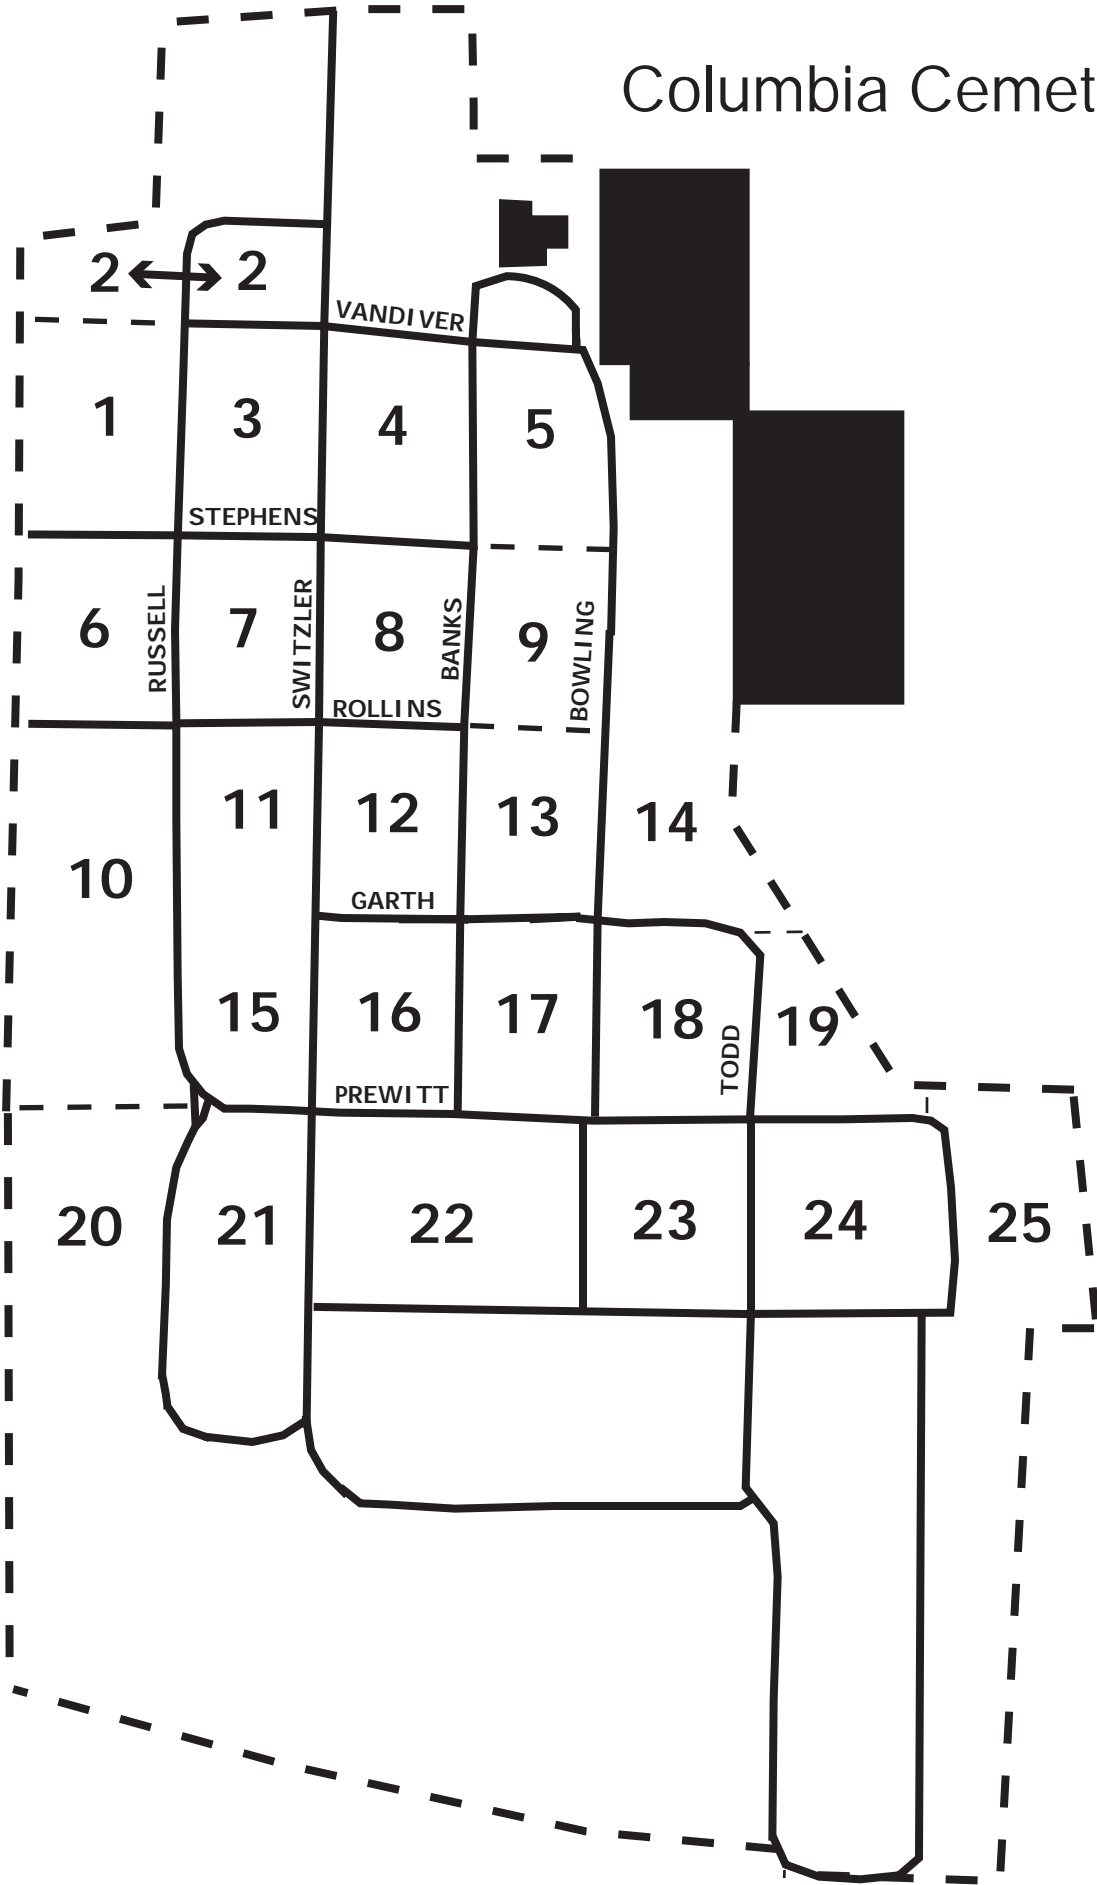 Columbia Cemet
2
2
VANDIVER
1
3
4
5
STEPHENS
6
RUSSELL
7
SWITZLER
8
BANKS
9
BOWLING
ROLLINS
10
11
12
13
14
GARTH
15
16
17
18
TODD
19
PREWITT
20
21
22
23
24
25